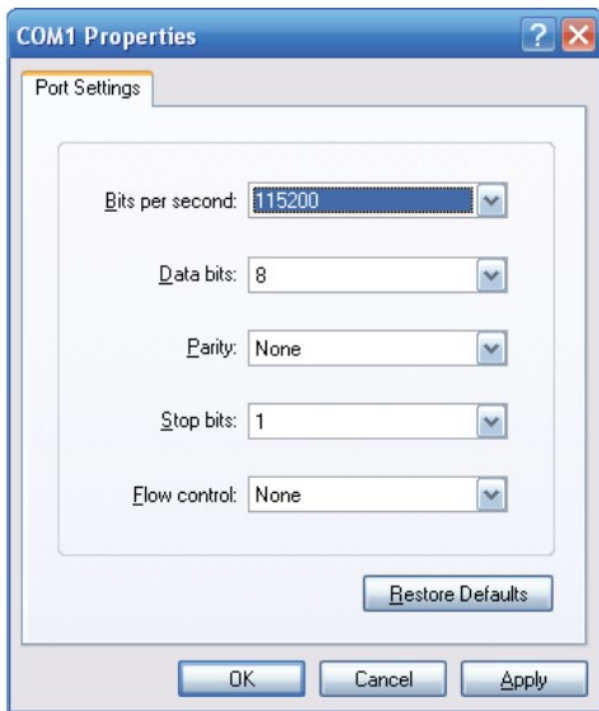 COM1 Properties
Port Settings
Bits per second: 115200
Data bits: 8
Parity: None
Stop bits: 1
Flow control: None
Restore Defaults
OK Cancel Apply